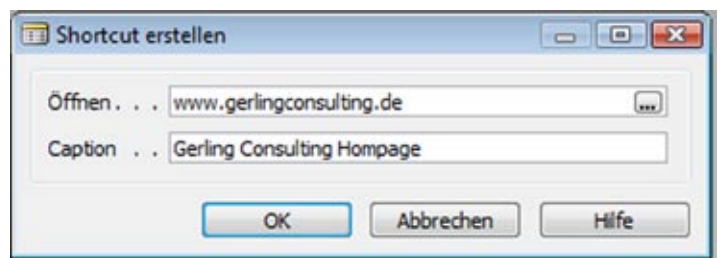 Shortcut erstellen
Öffnen . . . www.gerlingconsulting.de ...
Caption . . Gerling Consulting Hompage
OK Abbrechen Hilfe